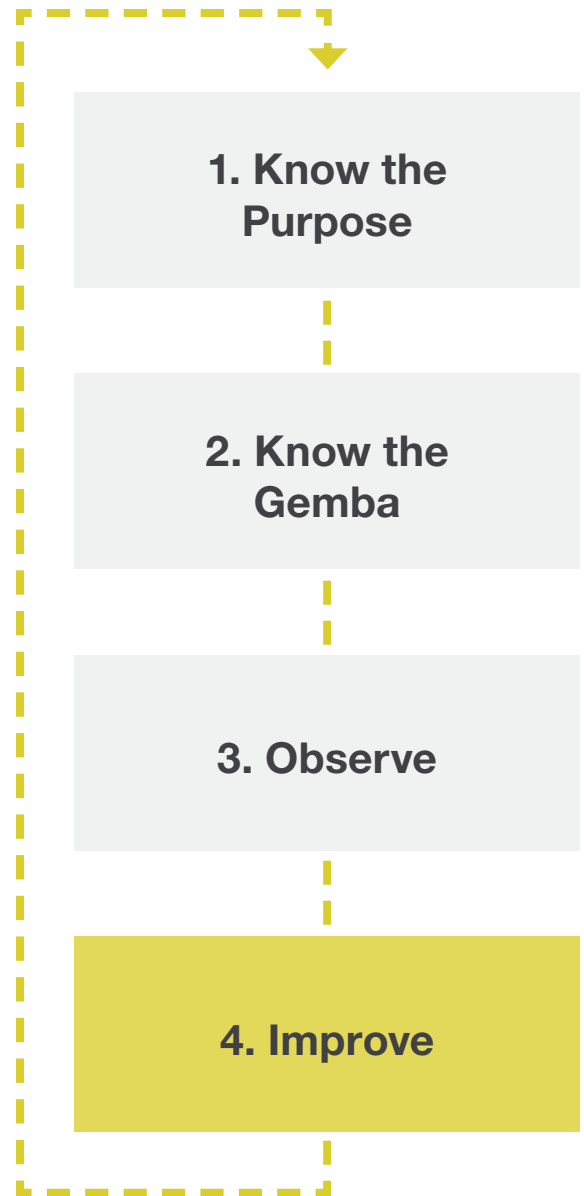 1. Know the
Purpose
2. Know the
Gemba
3. Observe
4. Improve